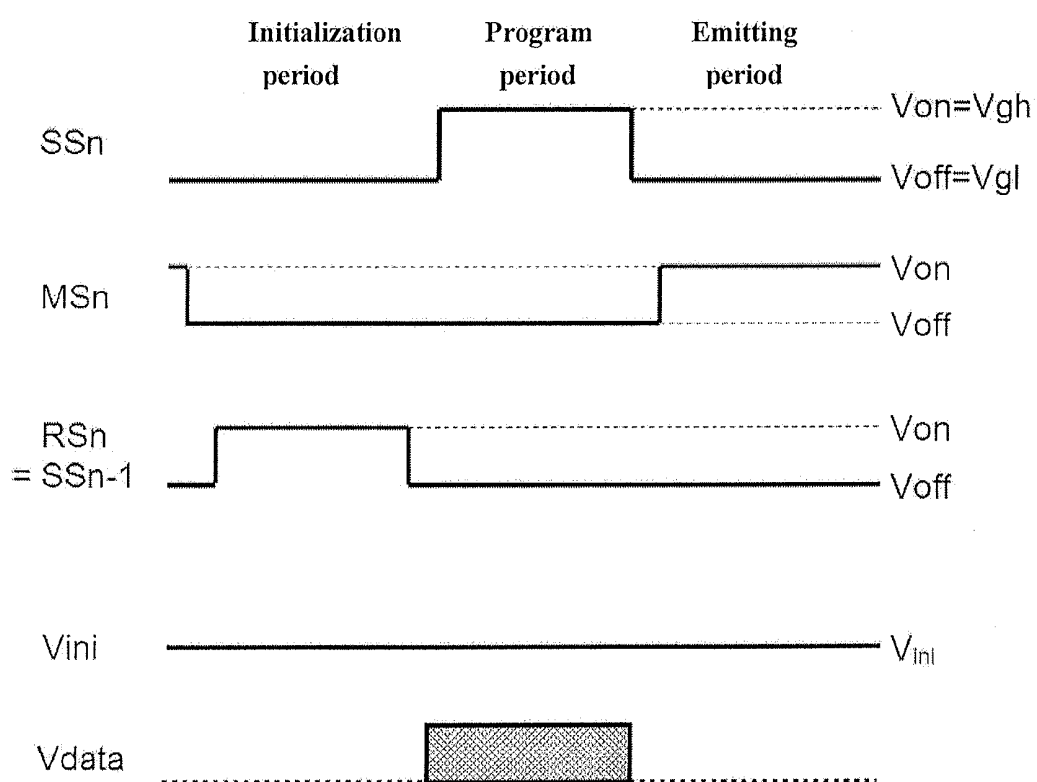 Initialization period
Program period
Emitting period
SSn
Von=Vgh
Voff=Vgl
MSn
Von
Voff
RSn
= SSn-1
Von
Voff
Vini
Vini
Vdata